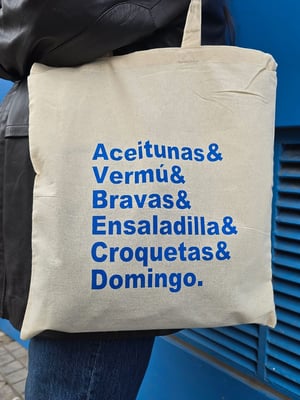 Aceitunas&
Vermú&
Bravas&
Ensaladilla&
Croquetas&
Domingo.